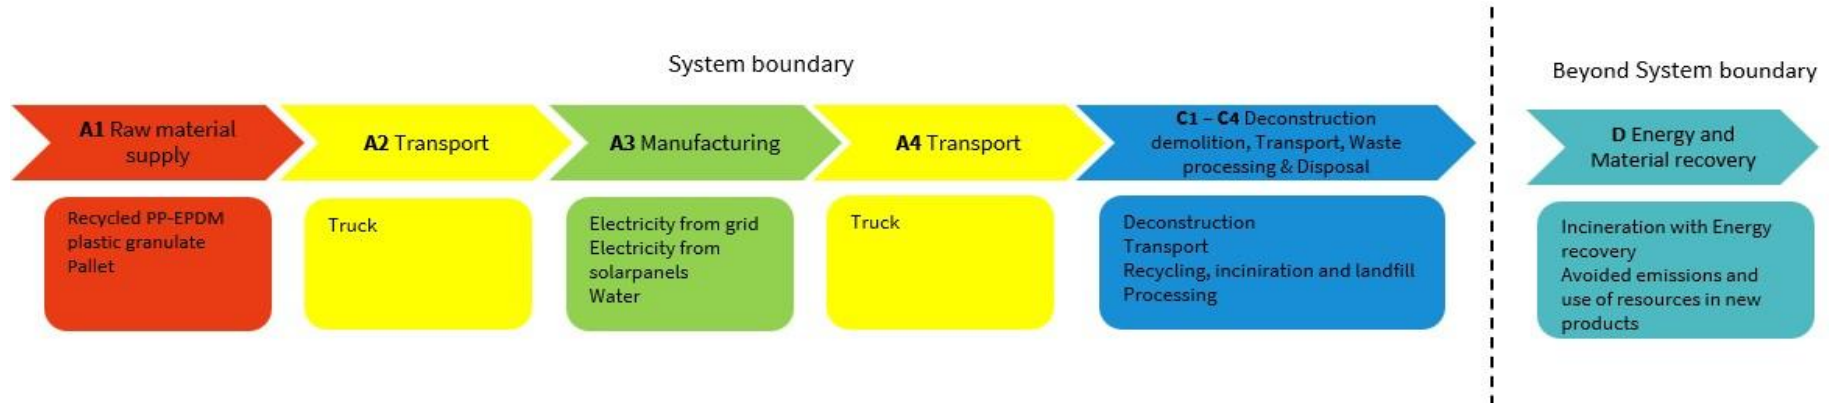 System boundary
Beyond System boundary
A1 Raw material
supply
A2 Transport
A3 Manufacturing
A4 Transport
C1 – C4 Deconstruction
demolition, Transport, Waste
processing & Disposal
D Energy and
Material recovery
Recycled PP-EPDM
plastic granulate
Pallet
Truck
Electricity from grid
Electricity from
solarpanels
Water
Truck
Deconstruction
Transport
Recycling, inciniration and landfill
Processing
Incineration with Energy
recovery
Avoided emissions and
use of resources in new
products